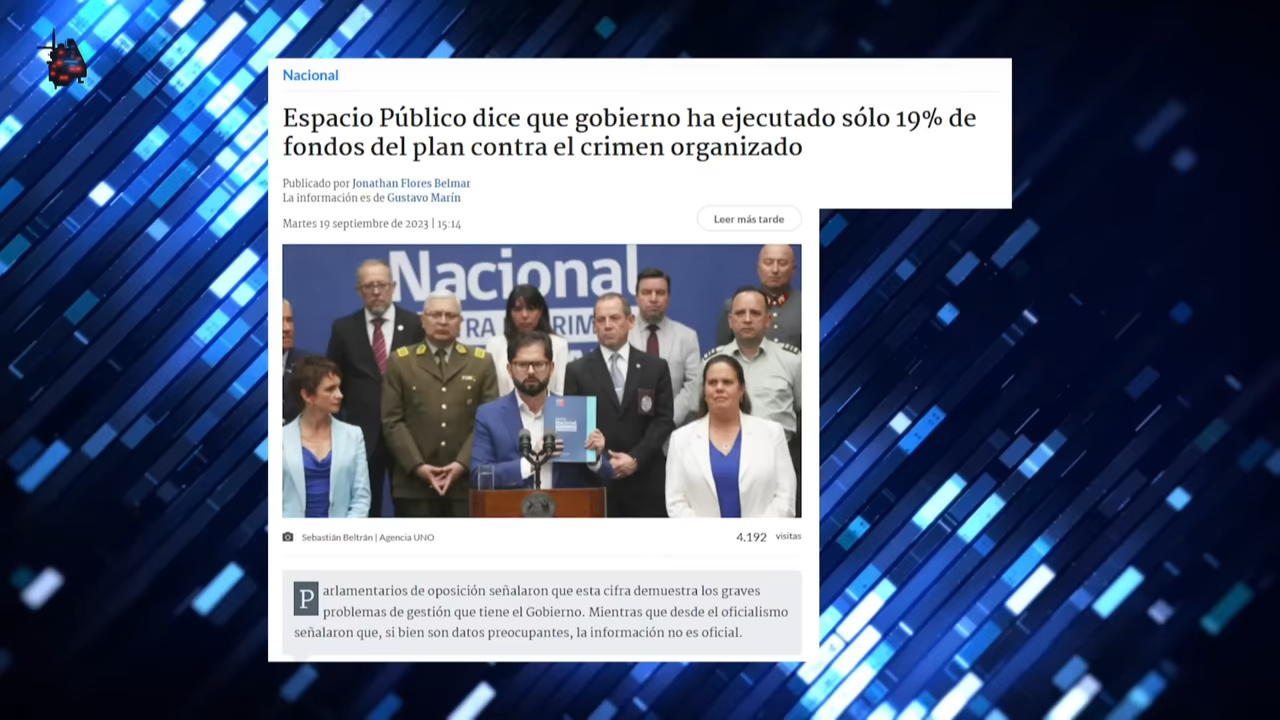 Nacional
Espacio Público dice que gobierno ha ejecutado sólo 19% de
fondos del plan contra el crimen organizado
Publicado por Jonathan Flores Belmar
La información es de Gustavo Marín
Martes 19 septiembre de 2023 | 15:14
Leer más tarde
Nacional
Sebastián Beltrán | Agencia UNO
4.192 visitas
Parlamentarios de oposición señalaron que esta cifra demuestra los graves
problemas de gestión que tiene el Gobierno. Mientras que desde el oficialismo
señalaron que, si bien son datos preocupantes, la información no es oficial.